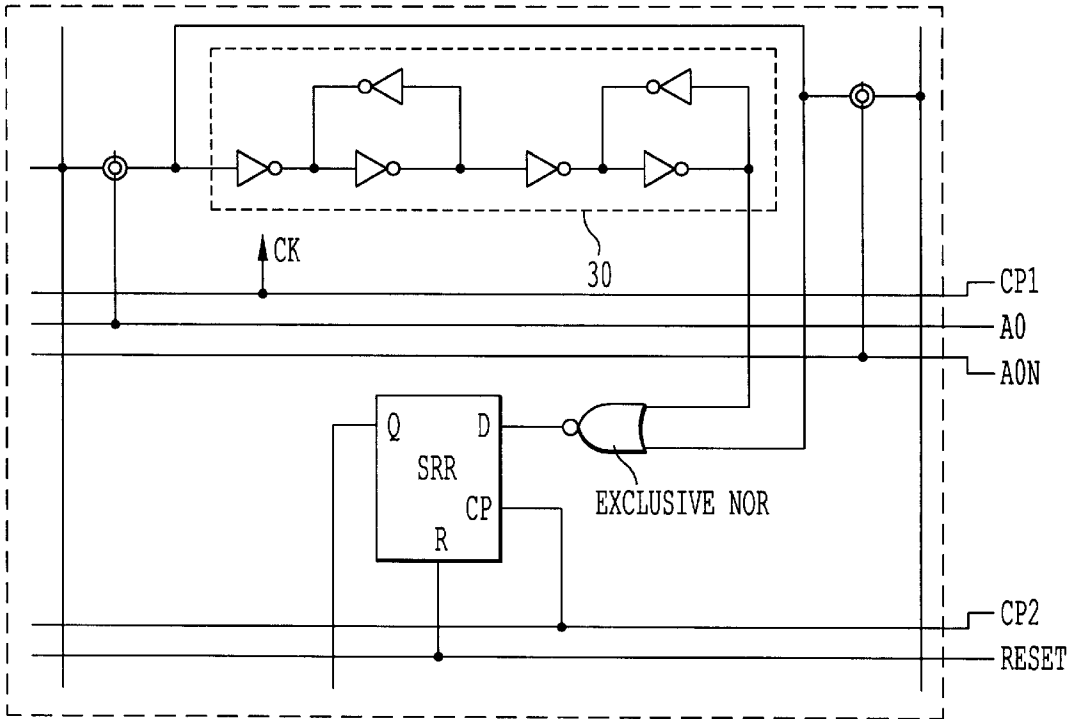 CK
30
CP1
A0
A0N
Q
D
SRR
CP
R
EXCLUSIVE NOR
CP2
RESET